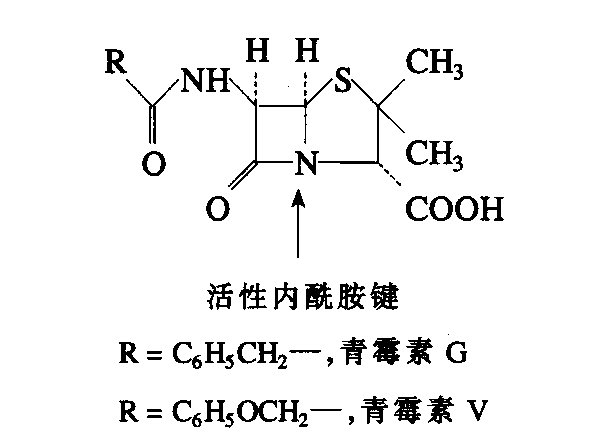 H H
R NH S CH₃
O N CH₃
O COOH
活性内酰胺键
R = C₆H₅CH₂—，青霉素 G
R = C₆H₅OCH₂—，青霉素 V